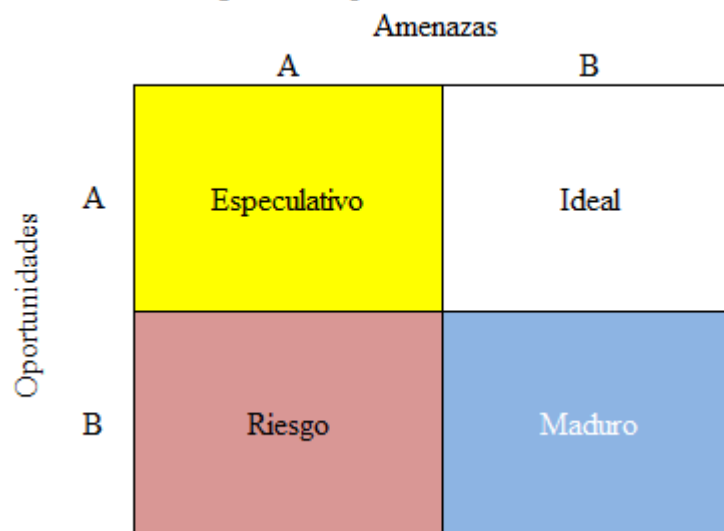 Amenazas
A B
A Especulativo Ideal
Oportunidades
B Riesgo Maduro